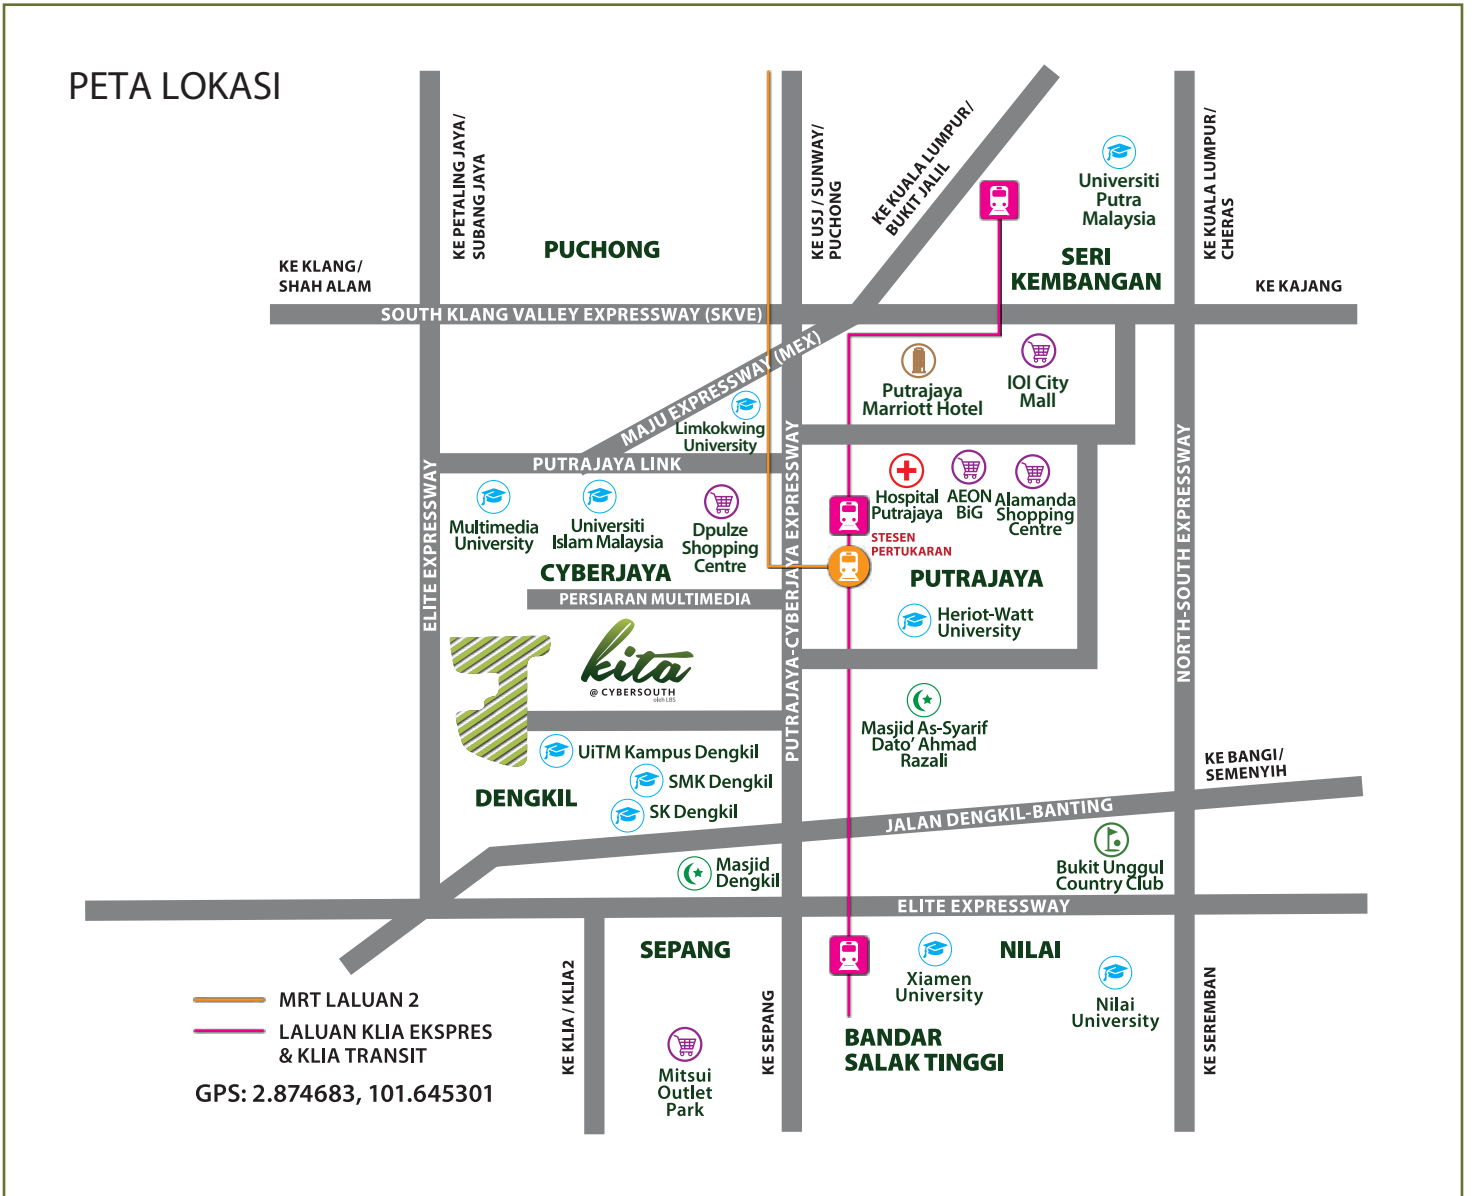 PETA LOKASI
KE PETALING JAYA/
SUBANG JAYA
KE USJ / SUNWAY/
PUCHONG
KE KUALA LUMPUR/
BUKIT JALIL
Universiti
Putra
Malaysia
KE KUALA LUMPUR/
CHERAS
PUCHONG
SERI
KEMBANGAN
KE KLANG/
SHAH ALAM
KE KAJANG
SOUTH KLANG VALLEY EXPRESSWAY (SKVE)
MAJU EXPRESSWAY (MEX)
Putrajaya
Marriott Hotel
IOI City
Mall
Limkokwing
University
PUTRAJAYA LINK
ELITE EXPRESSWAY
PUTRAJAYA-CYBERJAYA EXPRESSWAY
NORTH-SOUTH EXPRESSWAY
Multimedia
University
Universiti
Islam Malaysia
Dpulze
Shopping
Centre
Hospital
Putrajaya
AEON
BiG
Alamanda
Shopping
Centre
STESEN
PERTUKARAN
CYBERJAYA
PUTRAJAYA
PERSIARAN MULTIMEDIA
Heriot-Watt
University
kita
@ CYBERSOUTH
oleh LBS
Masjid As-Syarif
Dato' Ahmad
Razali
UiTM Kampus Dengkil
SMK Dengkil
SK Dengkil
DENGKIL
KE BANGI/
SEMENYIH
JALAN DENGKIL-BANTING
Masjid
Dengkil
Bukit Unggul
Country Club
ELITE EXPRESSWAY
SEPANG
NILAI
Xiamen
University
Nilai
University
KE KLIA / KLIA2
KE SEPANG
KE SEREMBAN
MRT LALUAN 2
LALUAN KLIA EKSPRES
& KLIA TRANSIT
GPS: 2.874683, 101.645301
Mitsui
Outlet
Park
BANDAR
SALAK TINGGI